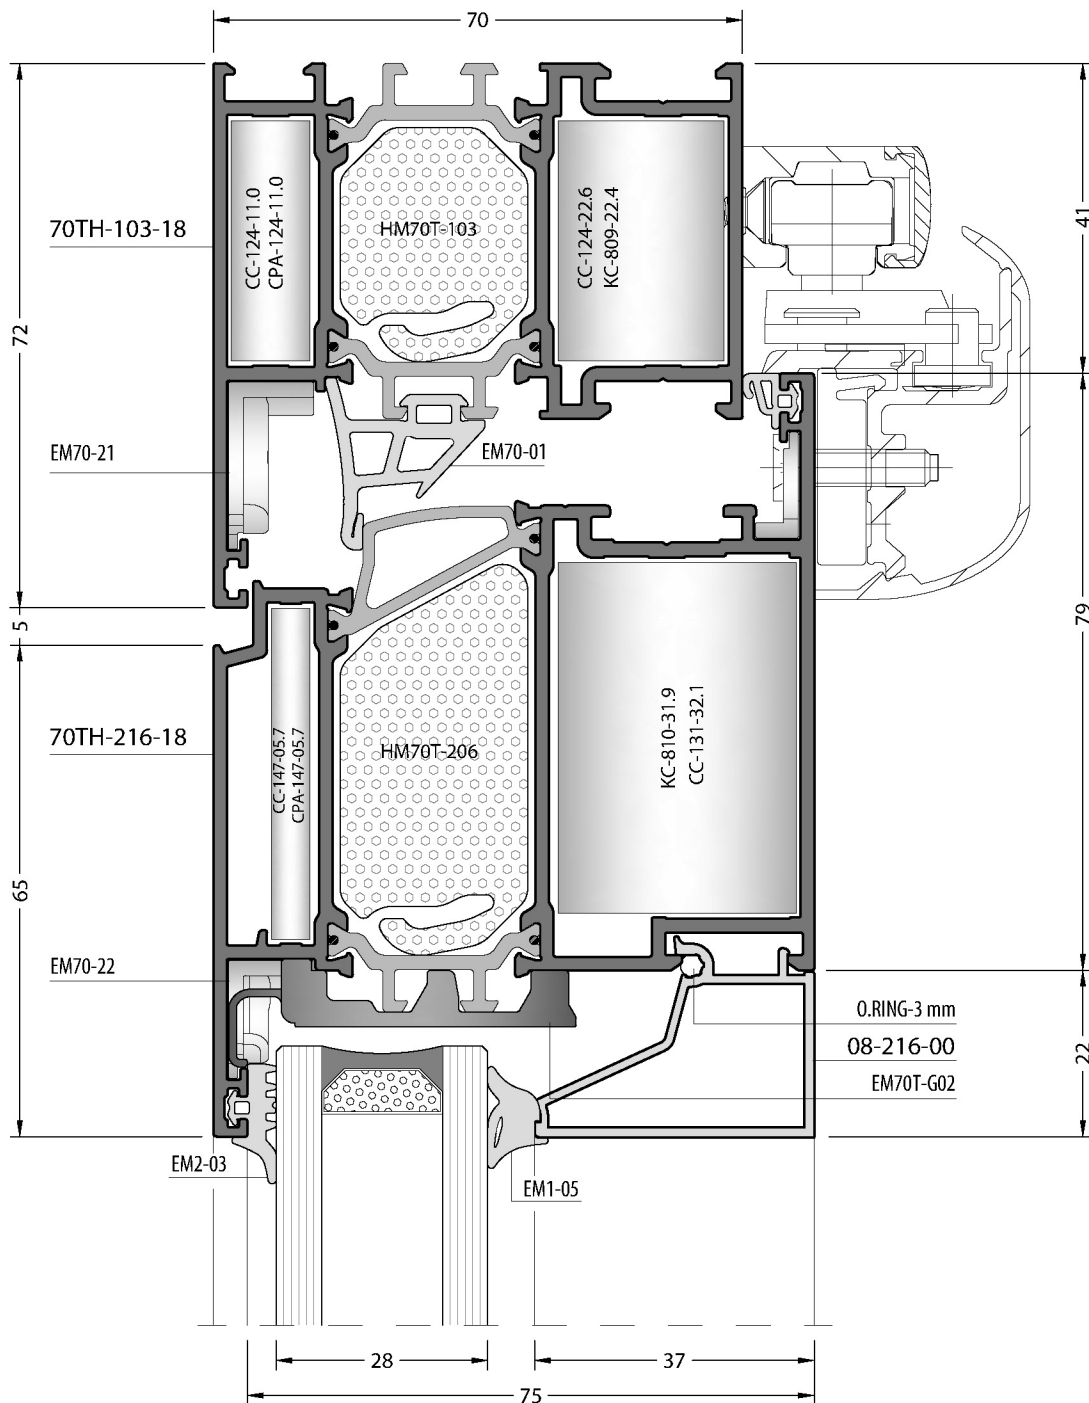 70
70TH-103-18
CC-124-11.0
CPA-124-11.0
HM70T-103
CC-124-22.6
KC-809-22.4
41
72
EM70-21
EM70-01
5
79
70TH-216-18
CC-147-05.7
CPA-147-05.7
HM70T-206
KC-810-31.9
CC-131-32.1
65
EM70-22
O.RING-3 mm
08-216-00
EM70T-G02
22
EM2-03
EM1-05
28
37
75